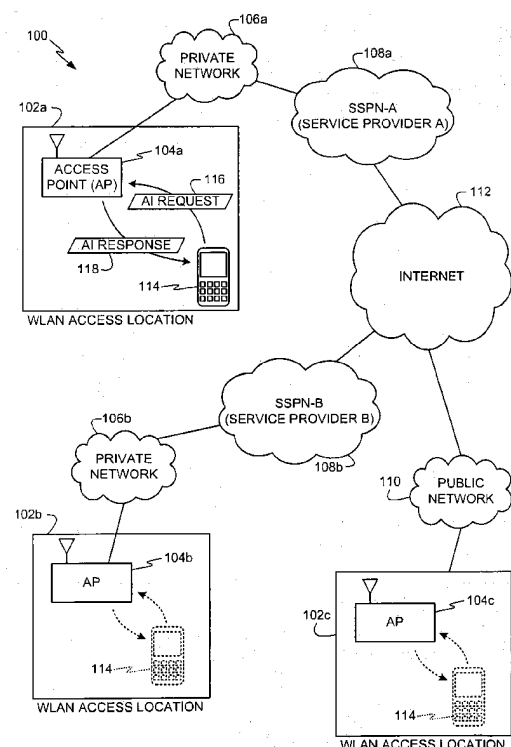 106a
100
PRIVATE
NETWORK
108a
SSPN-A
(SERVICE PROVIDER A)
102a
104a
ACCESS
POINT (AP)
116
AI REQUEST
AI RESPONSE
118
114
WLAN ACCESS LOCATION
112
INTERNET
SSPN-B
(SERVICE PROVIDER B)
108b
106b
PRIVATE
NETWORK
110
PUBLIC
NETWORK
102b
104b
AP
114
WLAN ACCESS LOCATION
102c
104c
AP
114
WLAN ACCESS LOCATION